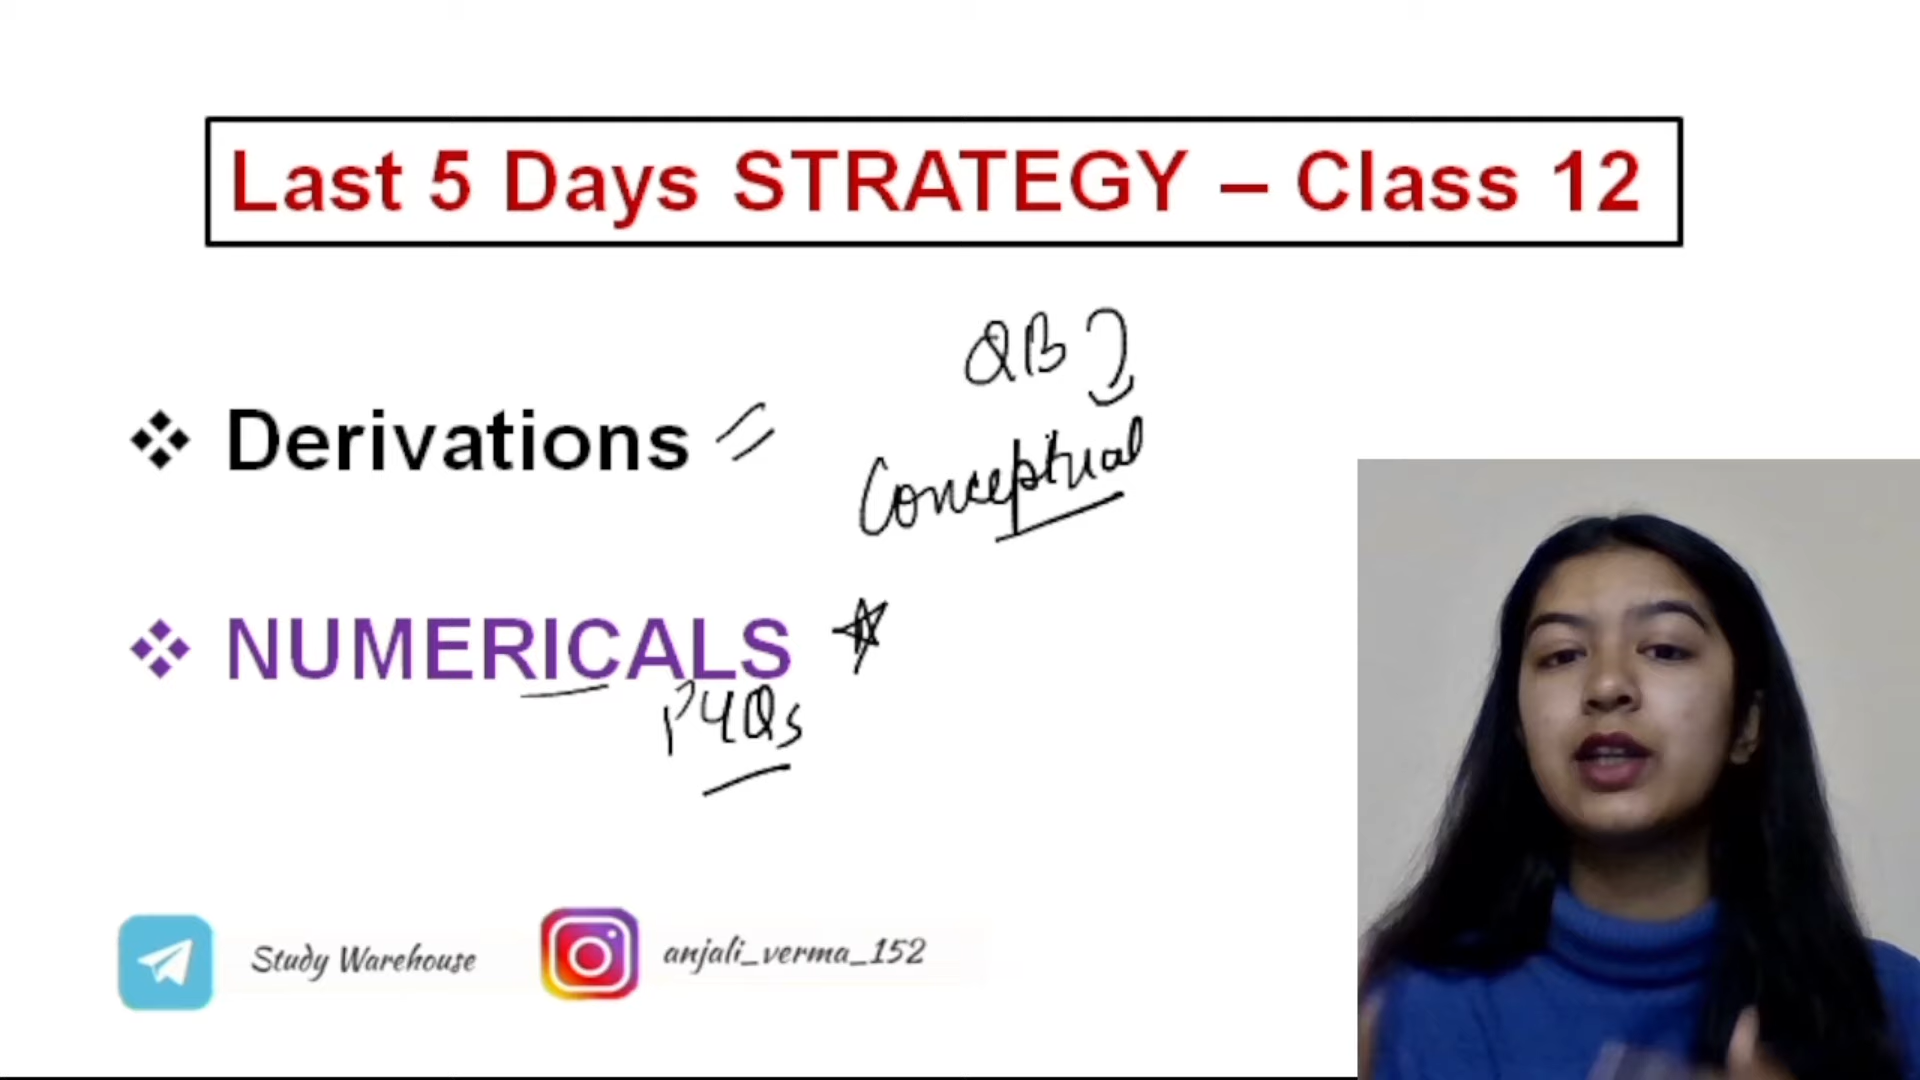 Last 5 Days STRATEGY – Class 12
QB
❖ Derivations
Conceptual
❖ NUMERICALS
PYQs
Study Warehouse
anjali_verma_152